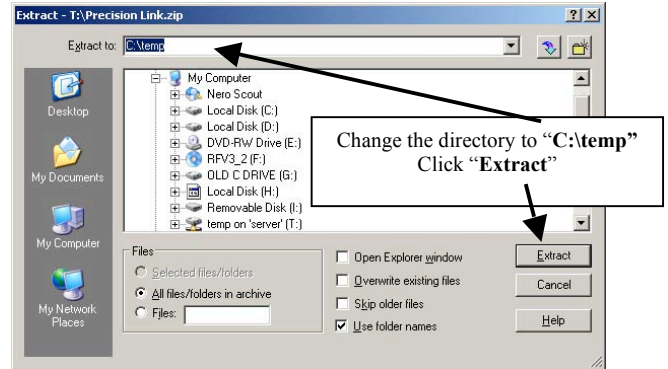 Extract - T:\Precision Link.zip
Extract to: C:\temp
Desktop
My Documents
My Computer
My Network
Places
My Computer
Nero Scout
Local Disk (C:)
Local Disk (D:)
DVD-RW Drive (E:)
RFV3_2 (F:)
OLD C DRIVE (G:)
Local Disk (H:)
Removable Disk (I:)
temp on 'server' (T:)
Change the directory to “C:\temp”
Click “Extract”
Files
Selected files/folders
All files/folders in archive
Files:
Open Explorer window
Overwrite existing files
Skip older files
Use folder names
Extract
Cancel
Help